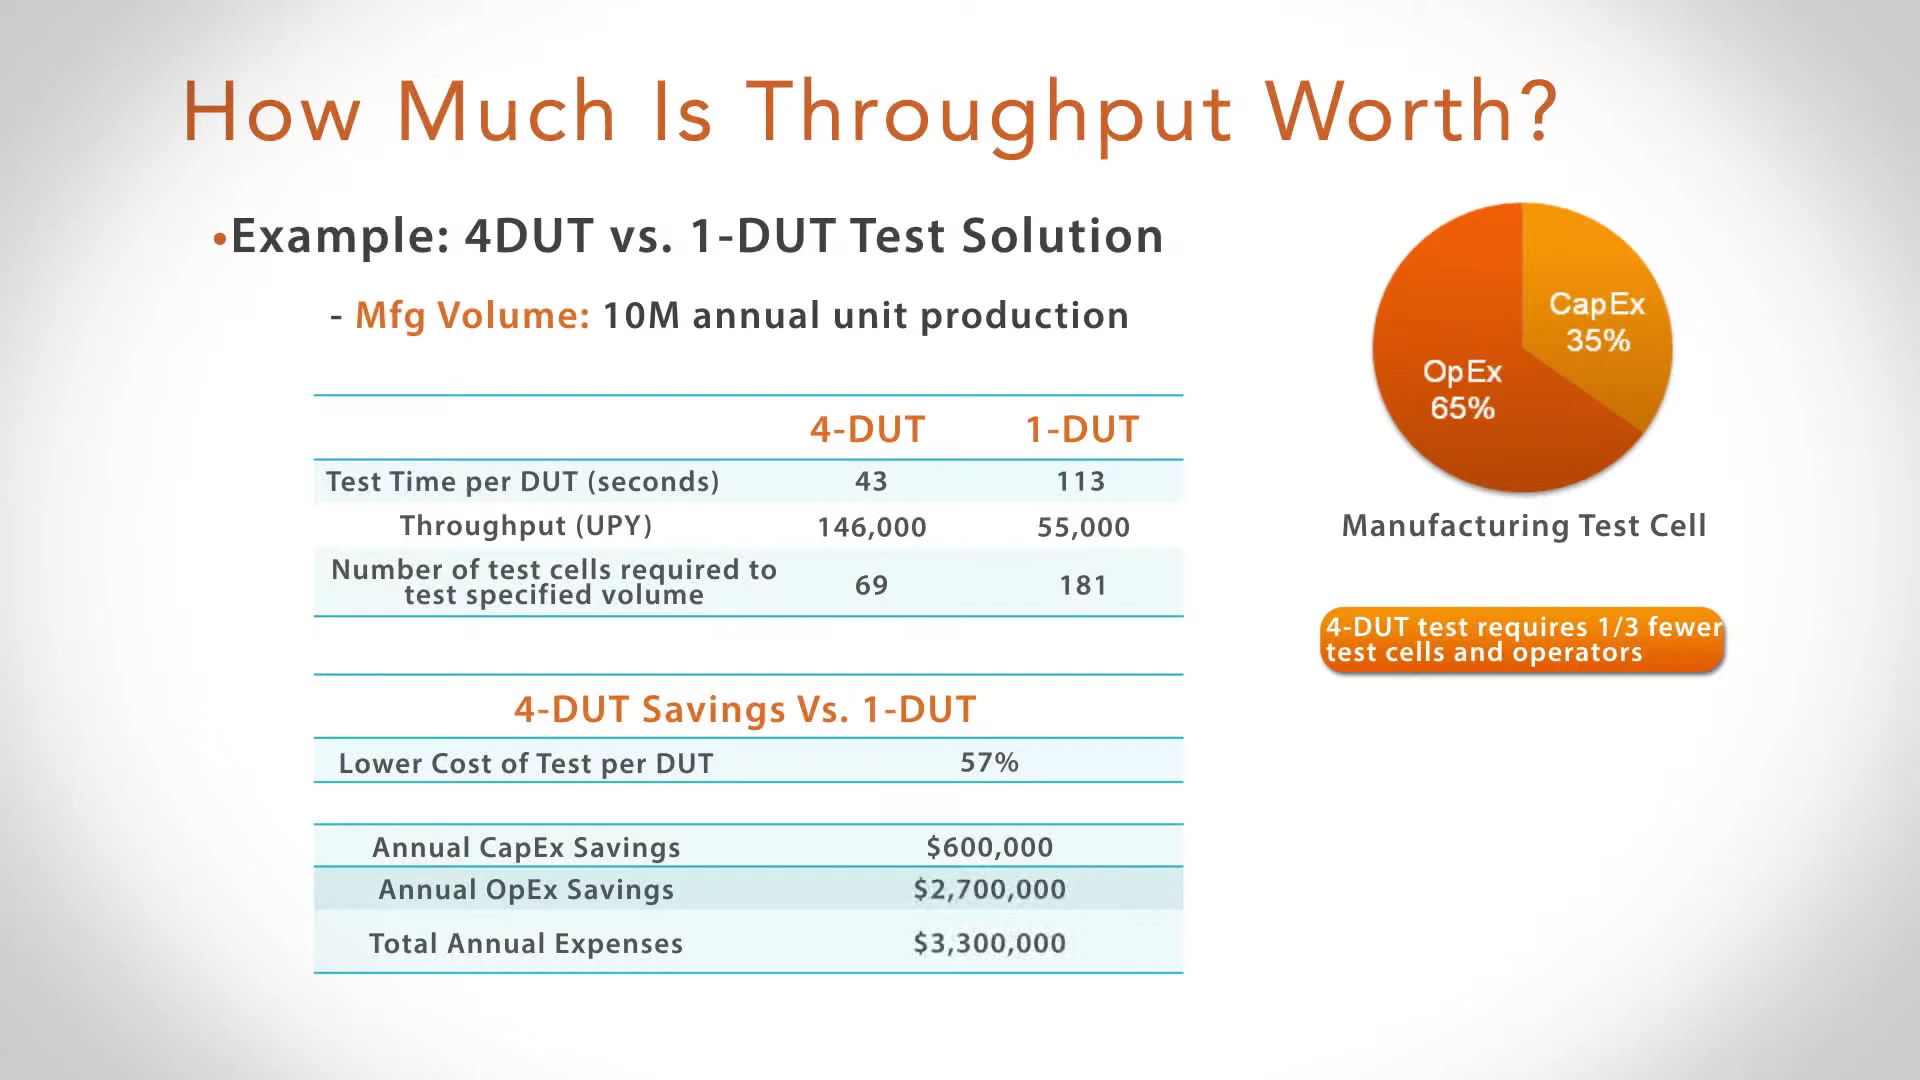 How Much Is Throughput Worth?
•Example: 4DUT vs. 1-DUT Test Solution
- Mfg Volume: 10M annual unit production
4-DUT 1-DUT
Test Time per DUT (seconds) 43 113
Throughput (UPY) 146,000 55,000
Number of test cells required to
test specified volume 69 181
4-DUT Savings Vs. 1-DUT
Lower Cost of Test per DUT 57%
Annual CapEx Savings $600,000
Annual OpEx Savings $2,700,000
Total Annual Expenses $3,300,000
CapEx
35%
OpEx
65%
Manufacturing Test Cell
4-DUT test requires 1/3 fewer
test cells and operators